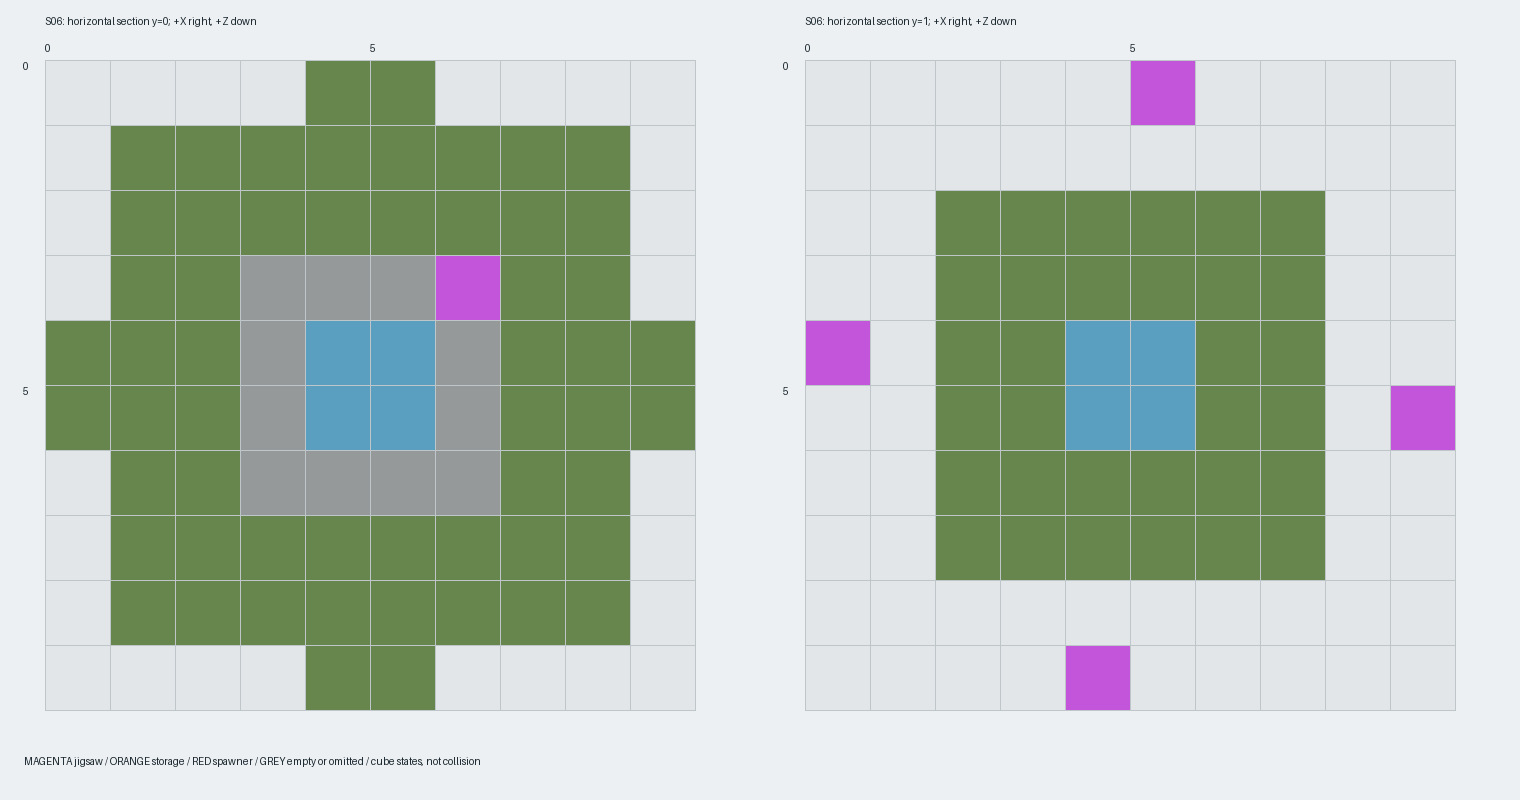 S06: horizontal section y=0; +X right, +Z down
S06: horizontal section y=1; +X right, +Z down
0 5
0 5
0
0
5
5
MAGENTA jigsaw / ORANGE storage / RED spawner / GREY empty or omitted / cube states, not collision